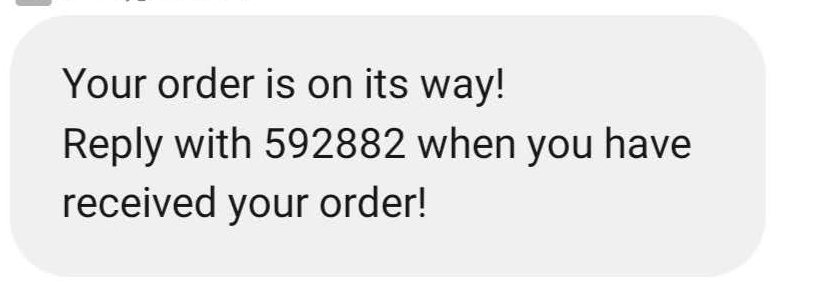 Your order is on its way!
Reply with 592882 when you have
received your order!